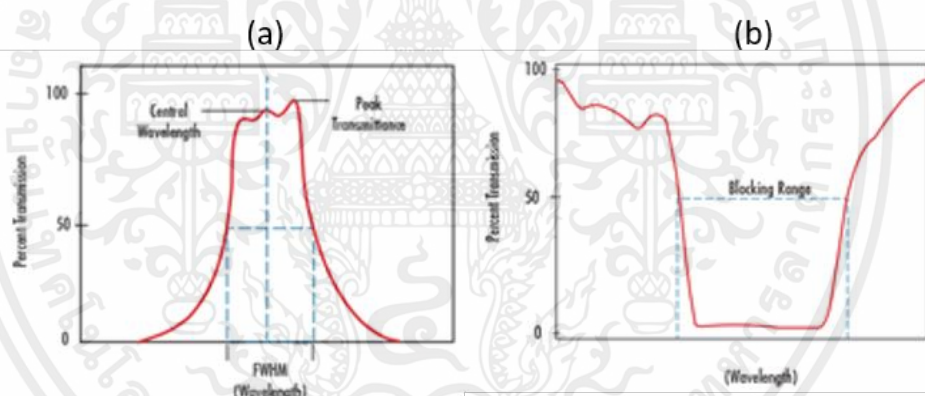 (a)
100
50
0
Percent Transmission
Central
Wavelength
Peak
Transmittance
FWHM
(Wavelength)
(b)
100
50
0
Percent Transmission
Blocking Range
(Wavelength)